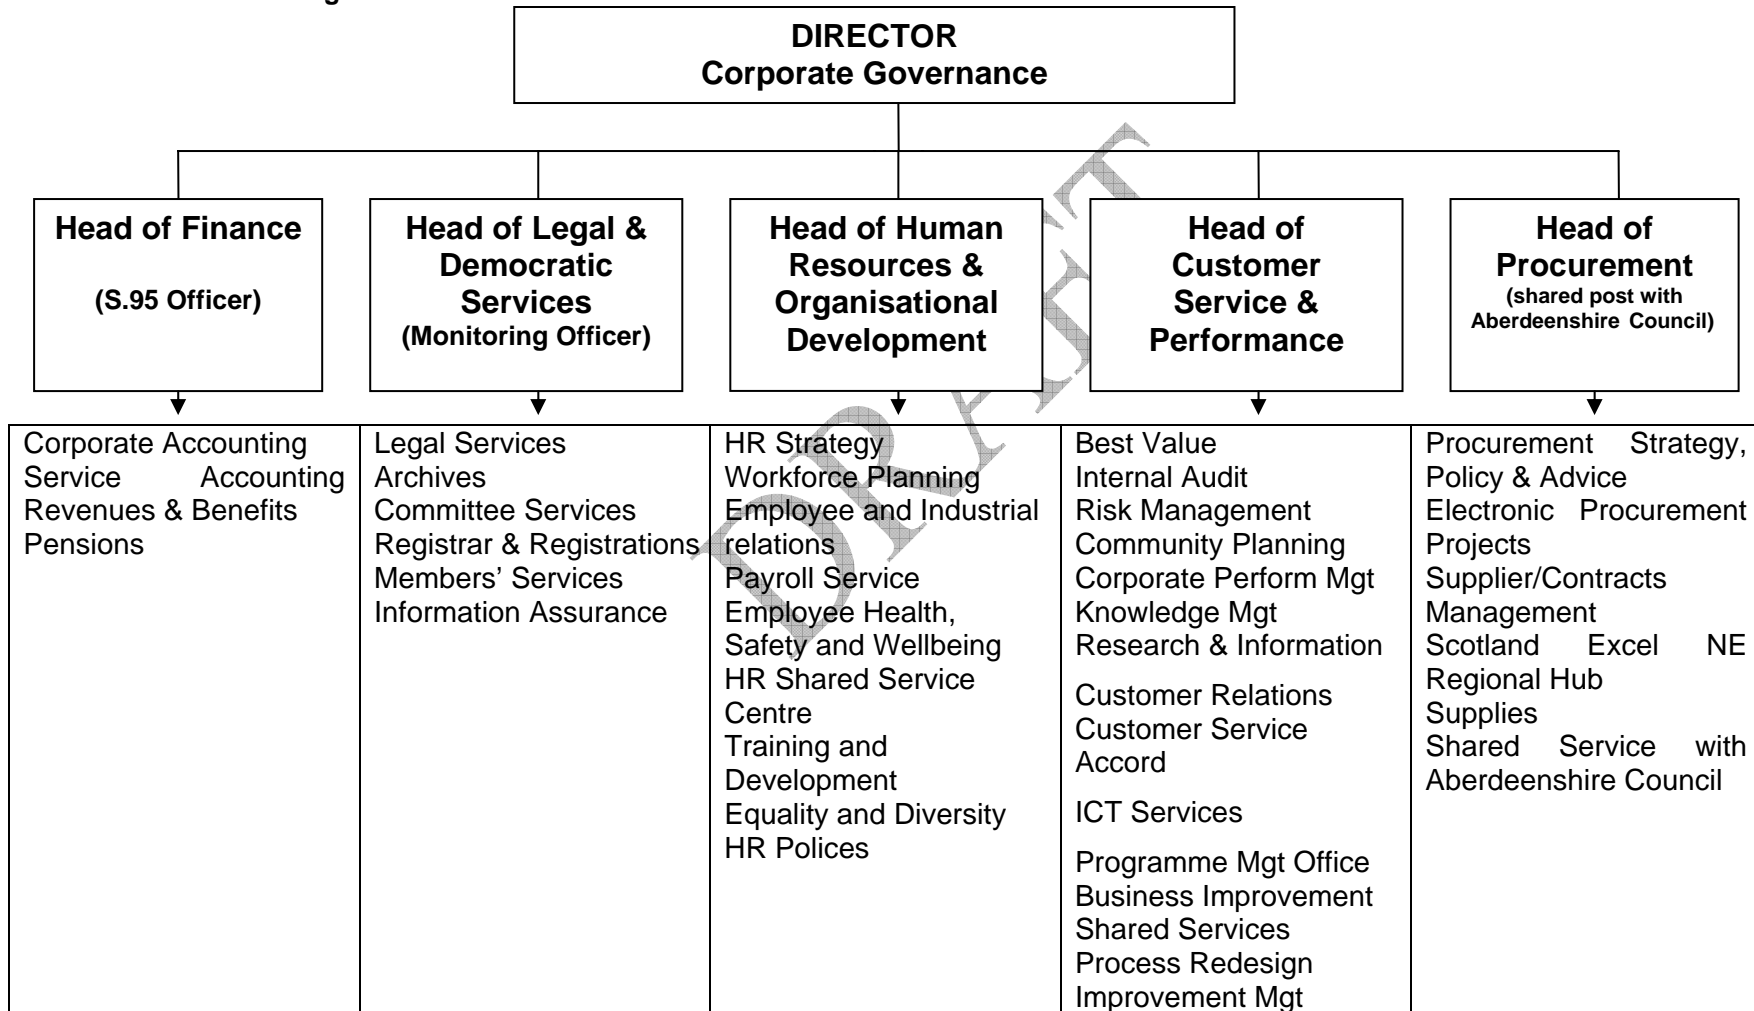 DIRECTOR
Corporate Governance
Head of Finance
(S.95 Officer)
Head of Legal &
Democratic
Services
(Monitoring Officer)
Head of Human
Resources &
Organisational
Development
Head of
Customer
Service &
Performance
Head of
Procurement
(shared post with
Aberdeenshire Council)
Corporate Accounting
Service Accounting
Revenues & Benefits
Pensions
Legal Services
Archives
Committee Services
Registrar & Registrations
Members’ Services
Information Assurance
HR Strategy
Workforce Planning
Employee and Industrial
relations
Payroll Service
Employee Health,
Safety and Wellbeing
HR Shared Service
Centre
Training and
Development
Equality and Diversity
HR Polices
Best Value
Internal Audit
Risk Management
Community Planning
Corporate Perform Mgt
Knowledge Mgt
Research & Information
Customer Relations
Customer Service
Accord
ICT Services
Programme Mgt Office
Business Improvement
Shared Services
Process Redesign
Improvement Mgt
Procurement Strategy,
Policy & Advice
Electronic Procurement
Projects
Supplier/Contracts
Management
Scotland Excel NE
Regional Hub
Supplies
Shared Service with
Aberdeenshire Council
DRAFT